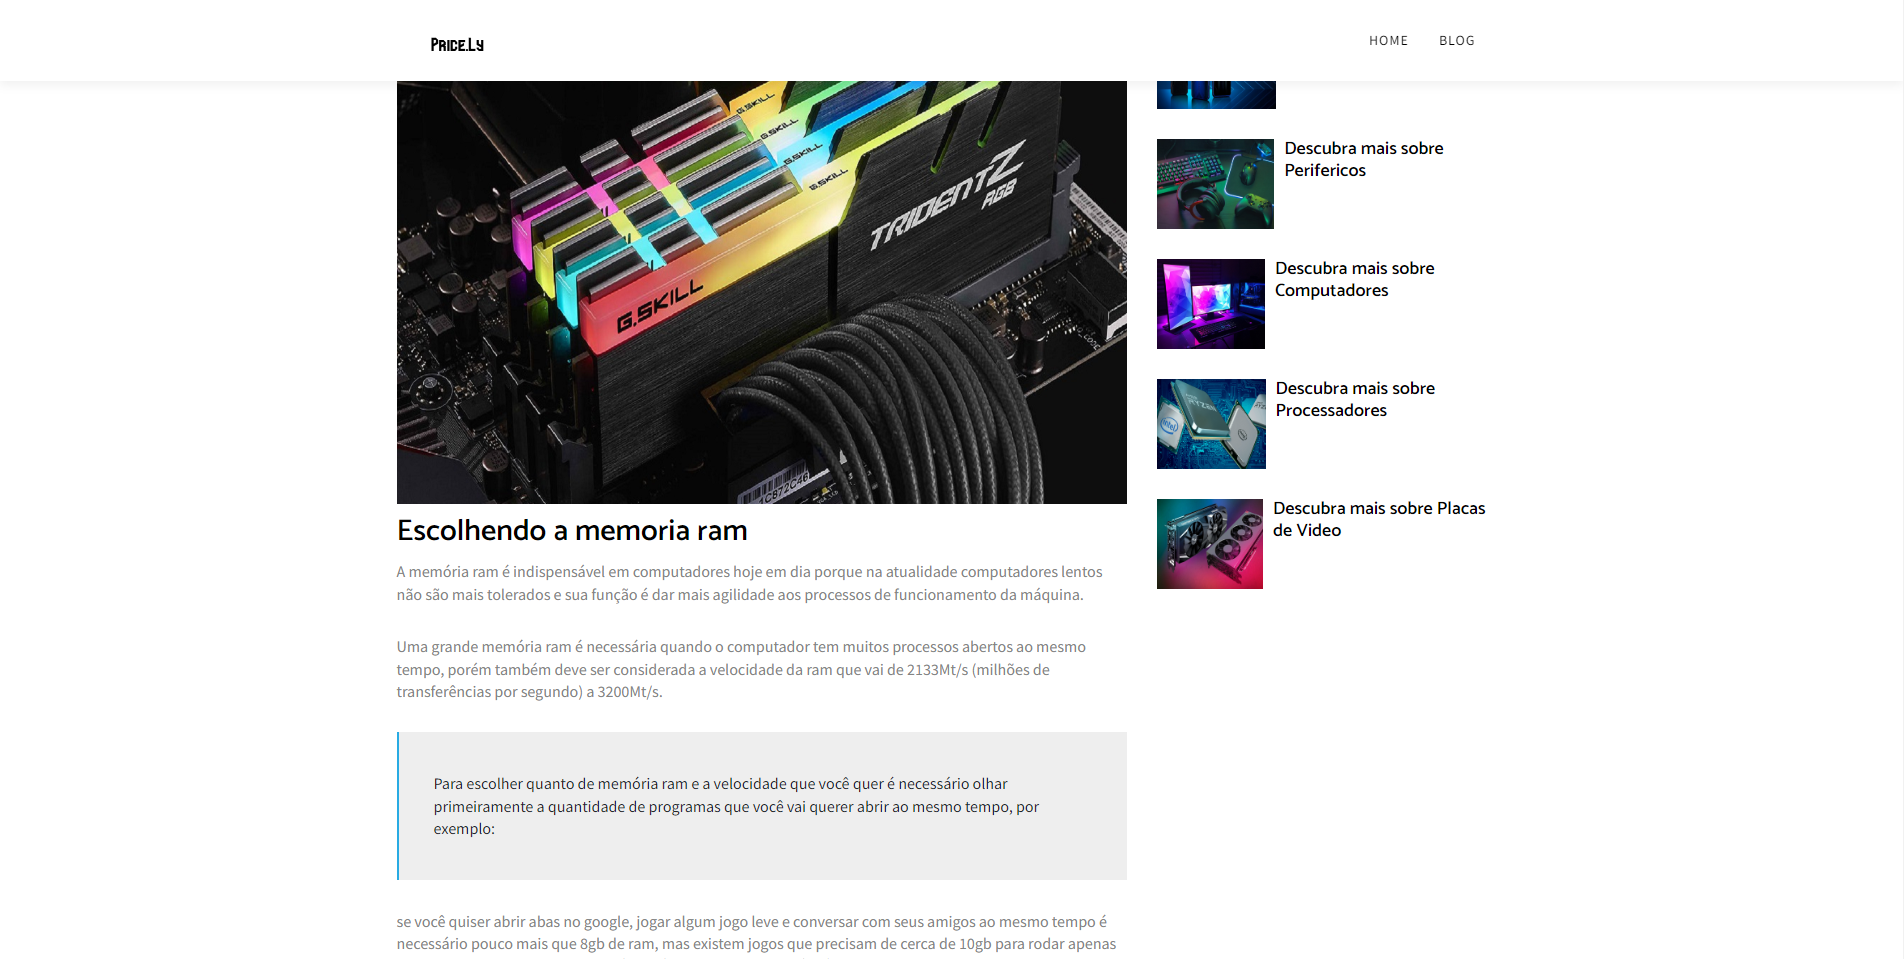 Price.Ly
HOME
BLOG
G.SKILL
G.SKILL
G.SKILL
G.SKILL
TRIDENT Z
RGB
G.SKILL
1C872C46
Escolhendo a memoria ram
A memória ram é indispensável em computadores hoje em dia porque na atualidade computadores lentos
não são mais tolerados e sua função é dar mais agilidade aos processos de funcionamento da máquina.
Uma grande memória ram é necessária quando o computador tem muitos processos abertos ao mesmo
tempo, porém também deve ser considerada a velocidade da ram que vai de 2133Mt/s (milhões de
transferências por segundo) a 3200Mt/s.
Para escolher quanto de memória ram e a velocidade que você quer é necessário olhar
primeiramente a quantidade de programas que você vai querer abrir ao mesmo tempo, por
exemplo:
se você quiser abrir abas no google, jogar algum jogo leve e conversar com seus amigos ao mesmo tempo é
necessário pouco mais que 8gb de ram, mas existem jogos que precisam de cerca de 10gb para rodar apenas
Descubra mais sobre
Perifericos
Descubra mais sobre
Computadores
RYZEN
intel
Descubra mais sobre
Processadores
Descubra mais sobre Placas
de Video